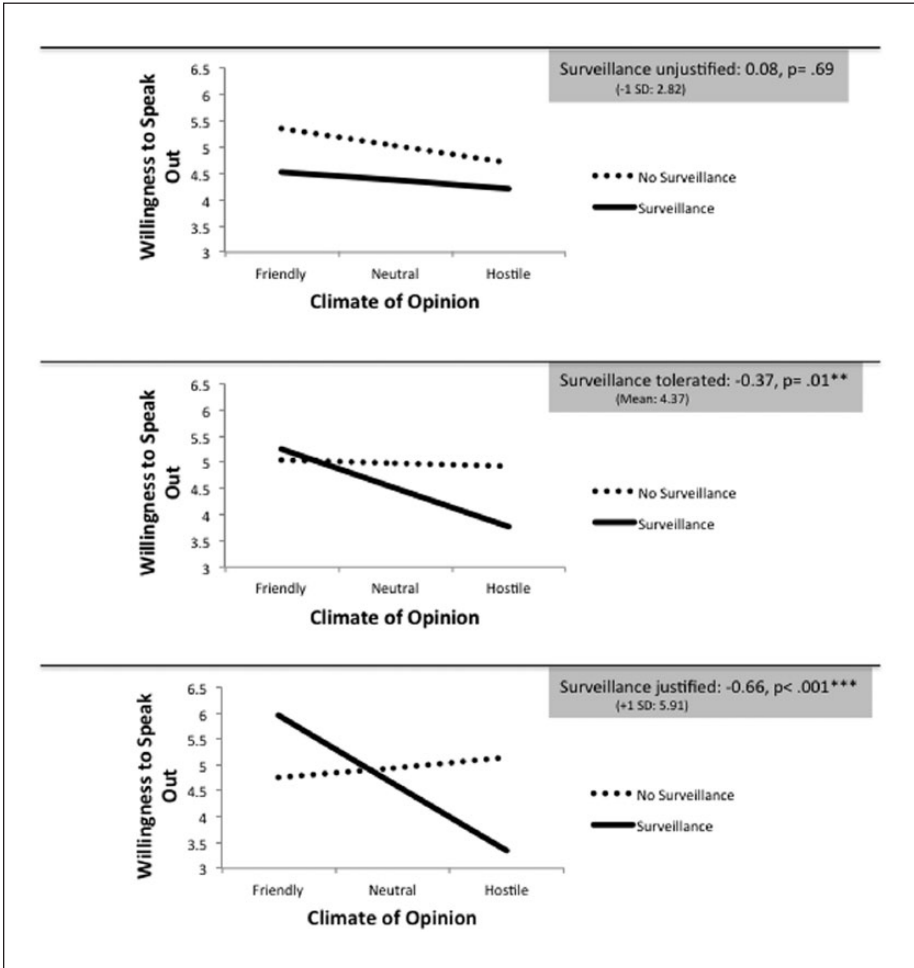 Surveillance unjustified: 0.08, p= .69
(-1 SD: 2.82)
Willingness to Speak
Out
6.5
6
5.5
5
4.5
4
3.5
3
Friendly Neutral Hostile
Climate of Opinion
No Surveillance
Surveillance
Surveillance tolerated: -0.37, p= .01**
(Mean: 4.37)
Willingness to Speak
Out
6.5
6
5.5
5
4.5
4
3.5
3
Friendly Neutral Hostile
Climate of Opinion
No Surveillance
Surveillance
Surveillance justified: -0.66, p< .001***
(+1 SD: 5.91)
Willingness to Speak
Out
6.5
6
5.5
5
4.5
4
3.5
3
Friendly Neutral Hostile
Climate of Opinion
No Surveillance
Surveillance